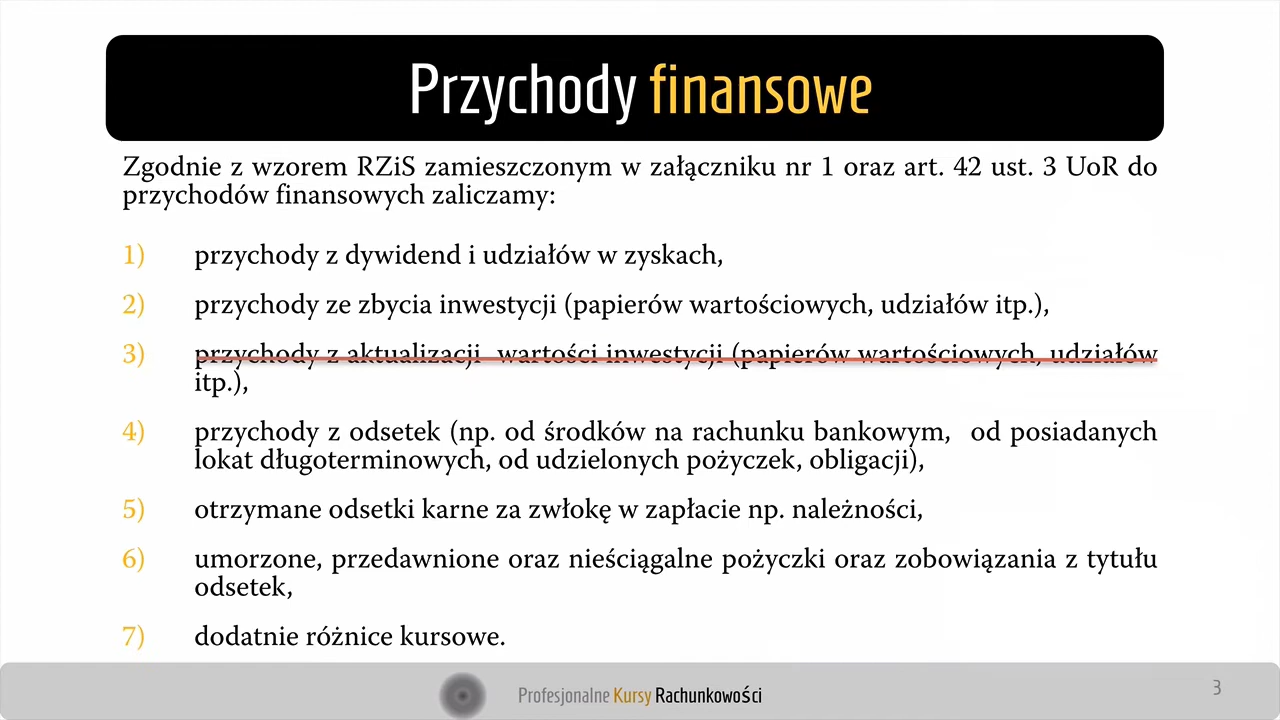 Przychody finansowe
Zgodnie z wzorem RZiS zamieszczonym w załączniku nr 1 oraz art. 42 ust. 3 UoR do
przychodów finansowych zaliczamy:
1) przychody z dywidend i udziałów w zyskach,
2) przychody ze zbycia inwestycji (papierów wartościowych, udziałów itp.),
3) przychody z aktualizacji wartości inwestycji (papierów wartościowych, udziałów
itp.),
4) przychody z odsetek (np. od środków na rachunku bankowym, od posiadanych
lokat długoterminowych, od udzielonych pożyczek, obligacji),
5) otrzymane odsetki karne za zwłokę w zapłacie np. należności,
6) umorzone, przedawnione oraz nieściągalne pożyczki oraz zobowiązania z tytułu
odsetek,
7) dodatnie różnice kursowe.
Profesjonalne Kursy Rachunkowości
3